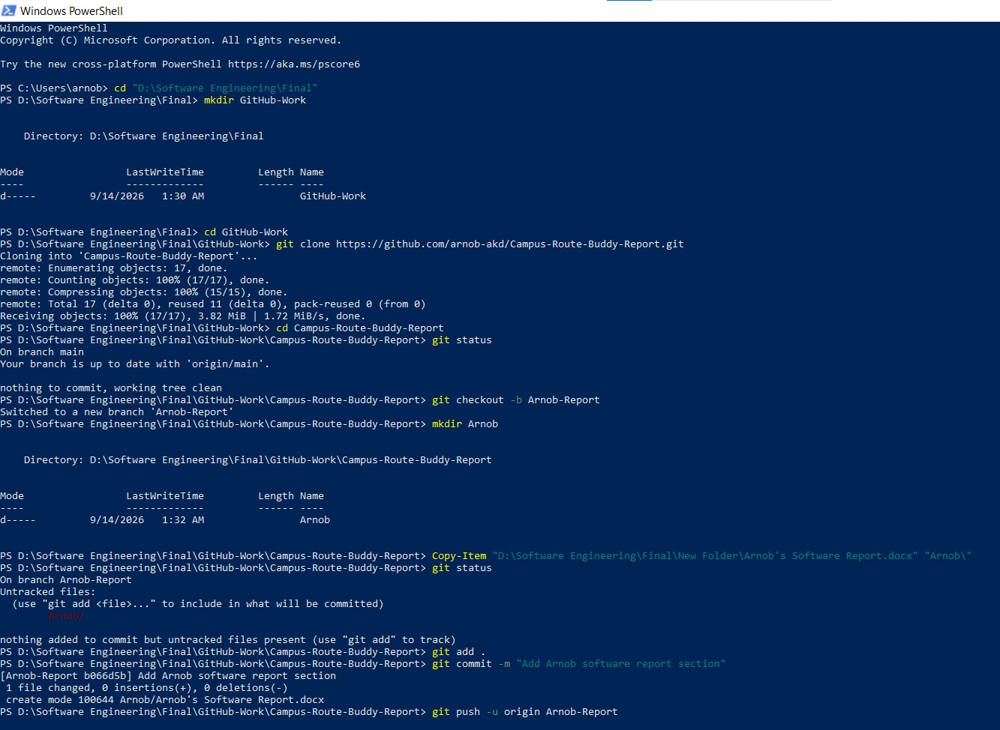 Windows PowerShell
Windows PowerShell
Copyright (C) Microsoft Corporation. All rights reserved.
Try the new cross-platform PowerShell https://aka.ms/pscore6
PS C:\Users\arnob> cd "D:\Software Engineering\Final"
PS D:\Software Engineering\Final> mkdir GitHub-Work
Directory: D:\Software Engineering\Final
Mode LastWriteTime Length Name
---- ------------- ------ ----
d----- 9/14/2026 1:30 AM GitHub-Work
PS D:\Software Engineering\Final> cd GitHub-Work
PS D:\Software Engineering\Final\GitHub-Work> git clone https://github.com/arnob-akd/Campus-Route-Buddy-Report.git
Cloning into 'Campus-Route-Buddy-Report'...
remote: Enumerating objects: 17, done.
remote: Counting objects: 100% (17/17), done.
remote: Compressing objects: 100% (15/15), done.
remote: Total 17 (delta 0), reused 11 (delta 0), pack-reused 0 (from 0)
Receiving objects: 100% (17/17), 3.82 MiB | 1.72 MiB/s, done.
PS D:\Software Engineering\Final\GitHub-Work> cd Campus-Route-Buddy-Report
PS D:\Software Engineering\Final\GitHub-Work\Campus-Route-Buddy-Report> git status
On branch main
Your branch is up to date with 'origin/main'.
nothing to commit, working tree clean
PS D:\Software Engineering\Final\GitHub-Work\Campus-Route-Buddy-Report> git checkout -b Arnob-Report
Switched to a new branch 'Arnob-Report'
PS D:\Software Engineering\Final\GitHub-Work\Campus-Route-Buddy-Report> mkdir Arnob
Directory: D:\Software Engineering\Final\GitHub-Work\Campus-Route-Buddy-Report
Mode LastWriteTime Length Name
---- ------------- ------ ----
d----- 9/14/2026 1:32 AM Arnob
PS D:\Software Engineering\Final\GitHub-Work\Campus-Route-Buddy-Report> Copy-Item "D:\Software Engineering\Final\New Folder\Arnob's Software Report.docx" "Arnob\"
PS D:\Software Engineering\Final\GitHub-Work\Campus-Route-Buddy-Report> git status
On branch Arnob-Report
Untracked files:
(use "git add <file>..." to include in what will be committed)
Arnob/
nothing added to commit but untracked files present (use "git add" to track)
PS D:\Software Engineering\Final\GitHub-Work\Campus-Route-Buddy-Report> git add .
PS D:\Software Engineering\Final\GitHub-Work\Campus-Route-Buddy-Report> git commit -m "Add Arnob software report section"
[Arnob-Report b066d5b] Add Arnob software report section
1 file changed, 0 insertions(+), 0 deletions(-)
create mode 100644 Arnob/Arnob's Software Report.docx
PS D:\Software Engineering\Final\GitHub-Work\Campus-Route-Buddy-Report> git push -u origin Arnob-Report